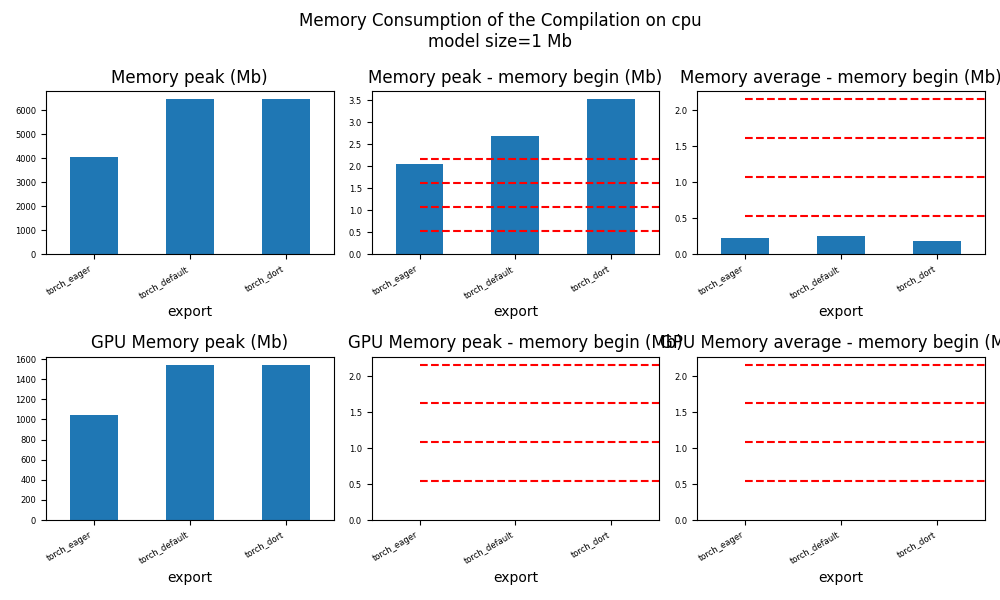 Memory Consumption of the Compilation on cpu
model size=1 Mb
Memory peak (Mb)
6000
5000
4000
3000
2000
1000
0
torch_eager
torch_default
torch_dort
export
Memory peak - memory begin (Mb)
3.5
3.0
2.5
2.0
1.5
1.0
0.5
0.0
torch_eager
torch_default
torch_dort
export
Memory average - memory begin (Mb)
2.0
1.5
1.0
0.5
0.0
torch_eager
torch_default
torch_dort
export
GPU Memory peak (Mb)
1600
1400
1200
1000
800
600
400
200
0
torch_eager
torch_default
torch_dort
export
GPU Memory peak - memory begin (Mb)
2.0
1.5
1.0
0.5
0.0
torch_eager
torch_default
torch_dort
export
GPU Memory average - memory begin (M
2.0
1.5
1.0
0.5
0.0
torch_eager
torch_default
torch_dort
export